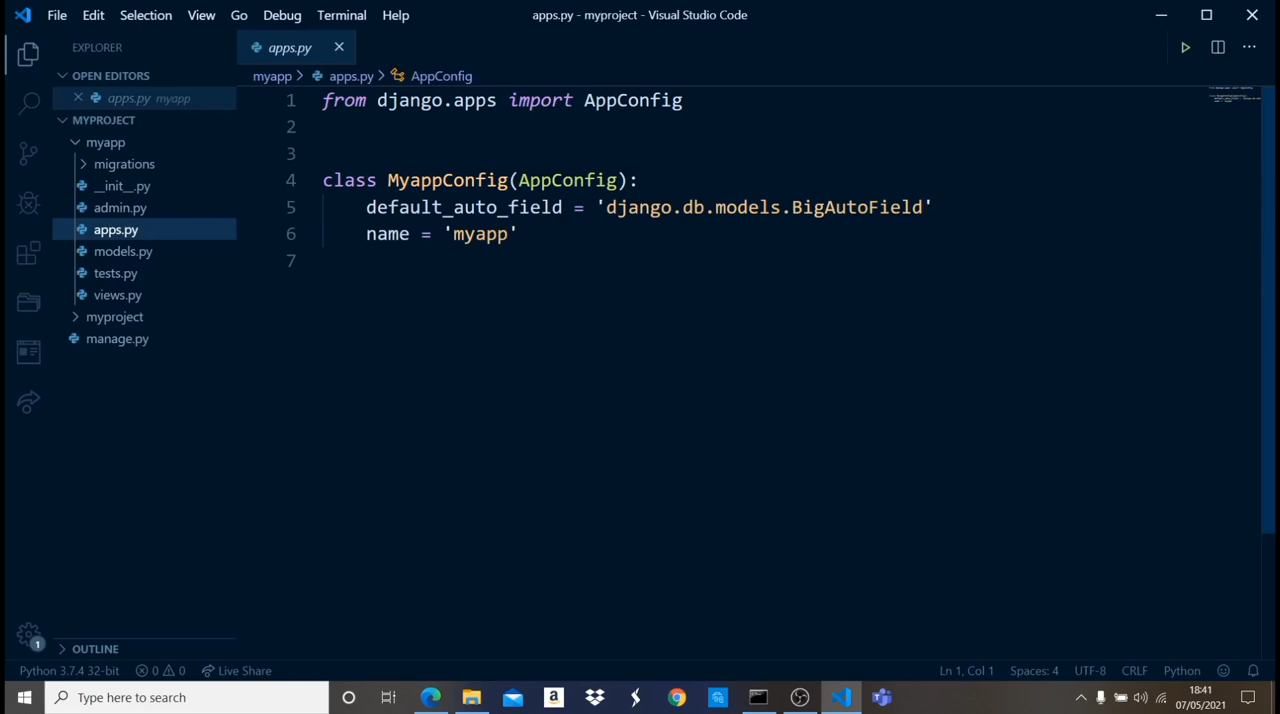 File Edit Selection View Go Debug Terminal Help
apps.py - myproject - Visual Studio Code
EXPLORER
OPEN EDITORS
apps.py myapp
MYPROJECT
myapp
migrations
__init__.py
admin.py
apps.py
models.py
tests.py
views.py
myproject
manage.py
OUTLINE
apps.py
myapp > apps.py > AppConfig
1 from django.apps import AppConfig
2
3
4 class MyappConfig(AppConfig):
5 default_auto_field = 'django.db.models.BigAutoField'
6 name = 'myapp'
7
1
Python 3.7.4 32-bit 0 0 Live Share
Ln 1, Col 1 Spaces: 4 UTF-8 CRLF Python
Type here to search
18:41
07/05/2021